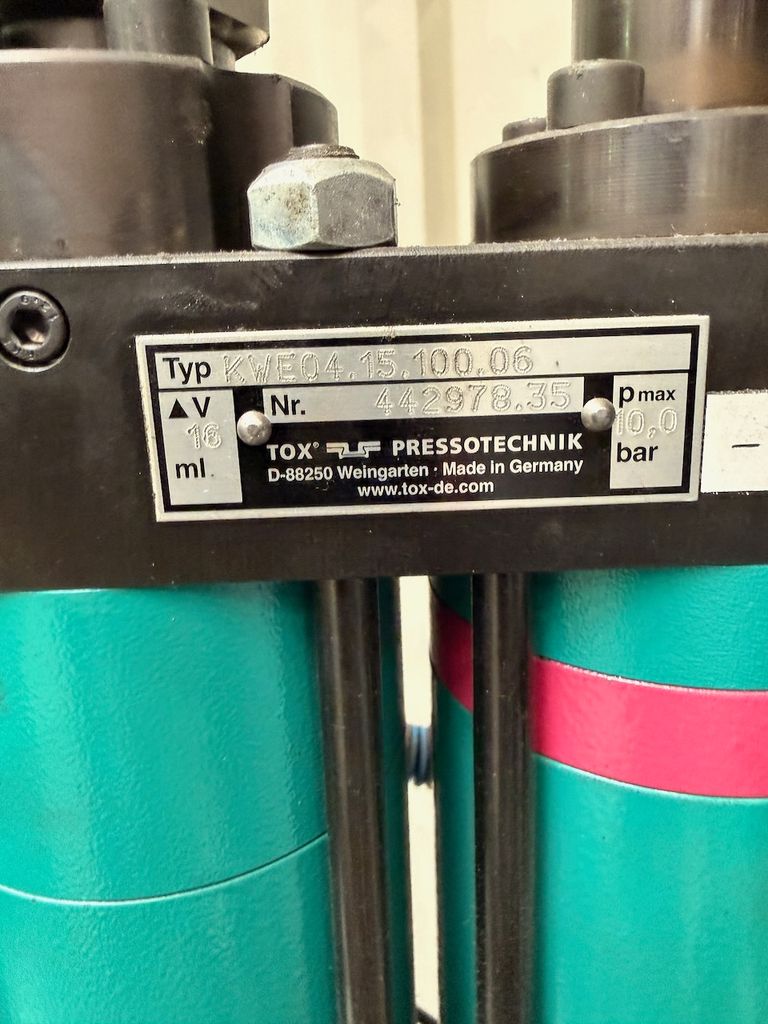 Typ KWE04.15.100.06
▲V
16
ml
Nr. 442978.35
TOX® PRESSOTECHNIK
D-88250 Weingarten · Made in Germany
www.tox-de.com
pmax
10,0
bar